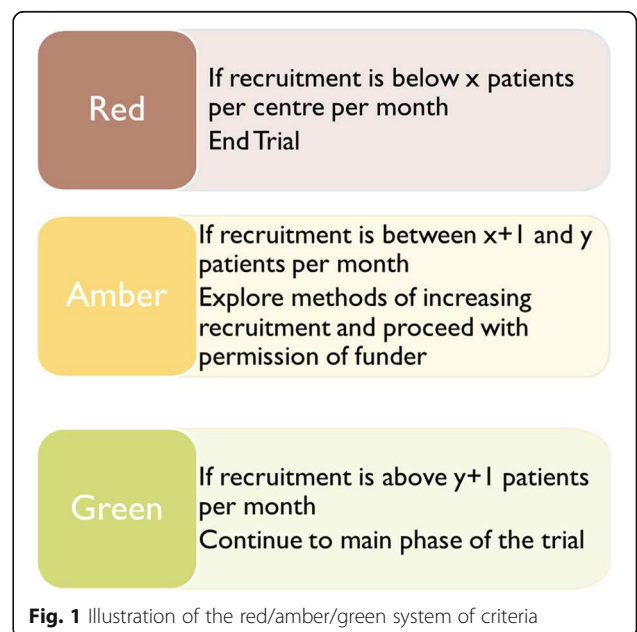 Red
If recruitment is below x patients
per centre per month
End Trial
Amber
If recruitment is between x+1 and y
patients per month
Explore methods of increasing
recruitment and proceed with
permission of funder
Green
If recruitment is above y+1 patients
per month
Continue to main phase of the trial
Fig. 1 Illustration of the red/amber/green system of criteria